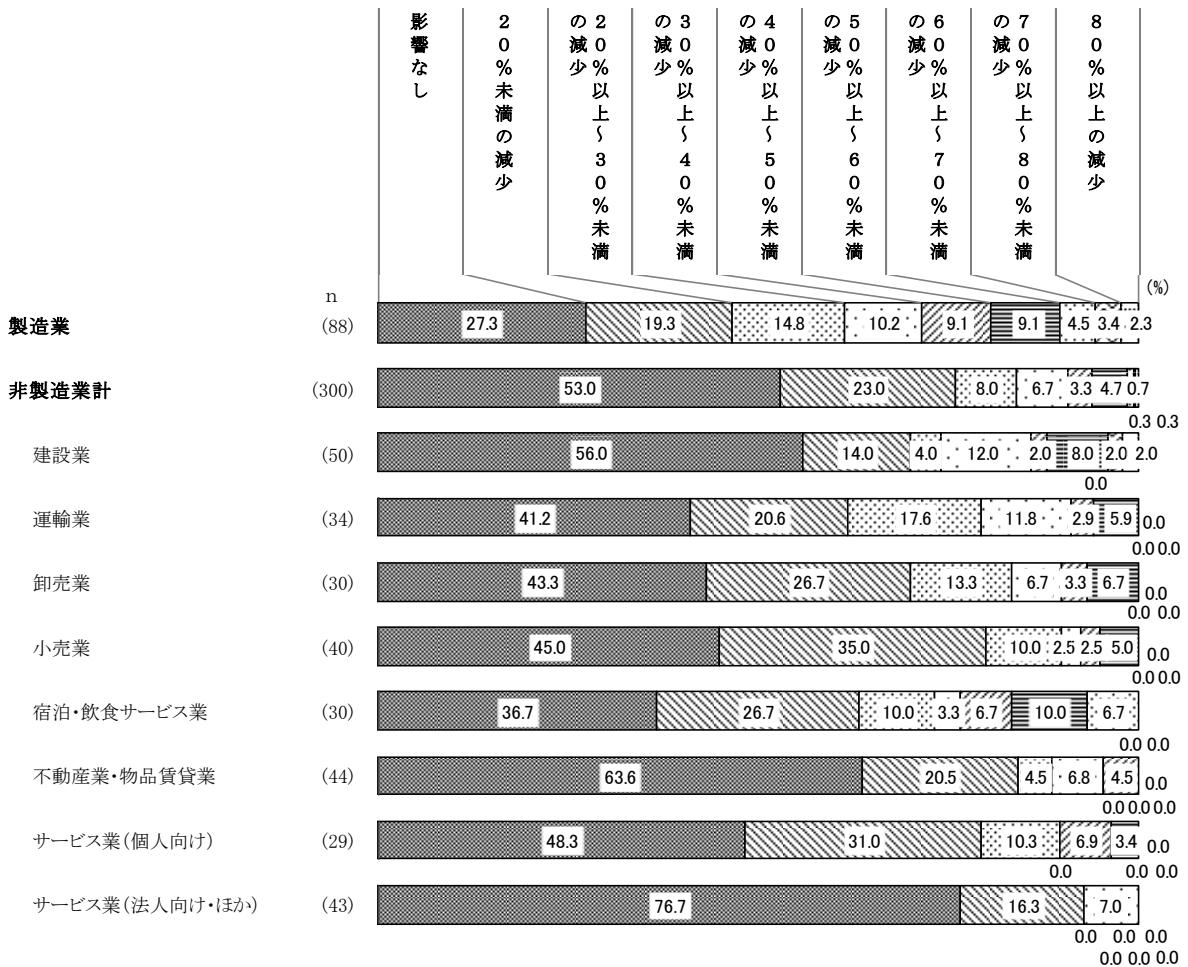 影響なし
20%未満の減少
20%以上～30%未満の減少
30%以上～40%未満の減少
40%以上～50%未満の減少
50%以上～60%未満の減少
60%以上～70%未満の減少
70%以上～80%未満の減少
80%以上の減少
n
(%)
製造業 (88) 27.3 19.3 14.8 10.2 9.1 9.1 4.5 3.4 2.3
非製造業計 (300) 53.0 23.0 8.0 6.7 3.3 4.7 0.7
0.3 0.3
建設業 (50) 56.0 14.0 4.0 12.0 2.0 8.0 2.0 2.0
0.0
運輸業 (34) 41.2 20.6 17.6 11.8 2.9 5.9 0.0
0.0 0.0
卸売業 (30) 43.3 26.7 13.3 6.7 3.3 6.7 0.0
0.0 0.0
小売業 (40) 45.0 35.0 10.0 2.5 2.5 5.0 0.0
0.0 0.0
宿泊・飲食サービス業 (30) 36.7 26.7 10.0 3.3 6.7 10.0 6.7
0.0 0.0
不動産業・物品賃貸業 (44) 63.6 20.5 4.5 6.8 4.5 0.0
0.0 0.0 0.0
サービス業(個人向け) (29) 48.3 31.0 10.3 6.9 3.4 0.0
0.0 0.0 0.0
サービス業(法人向け・ほか) (43) 76.7 16.3 7.0
0.0 0.0 0.0
0.0 0.0 0.0